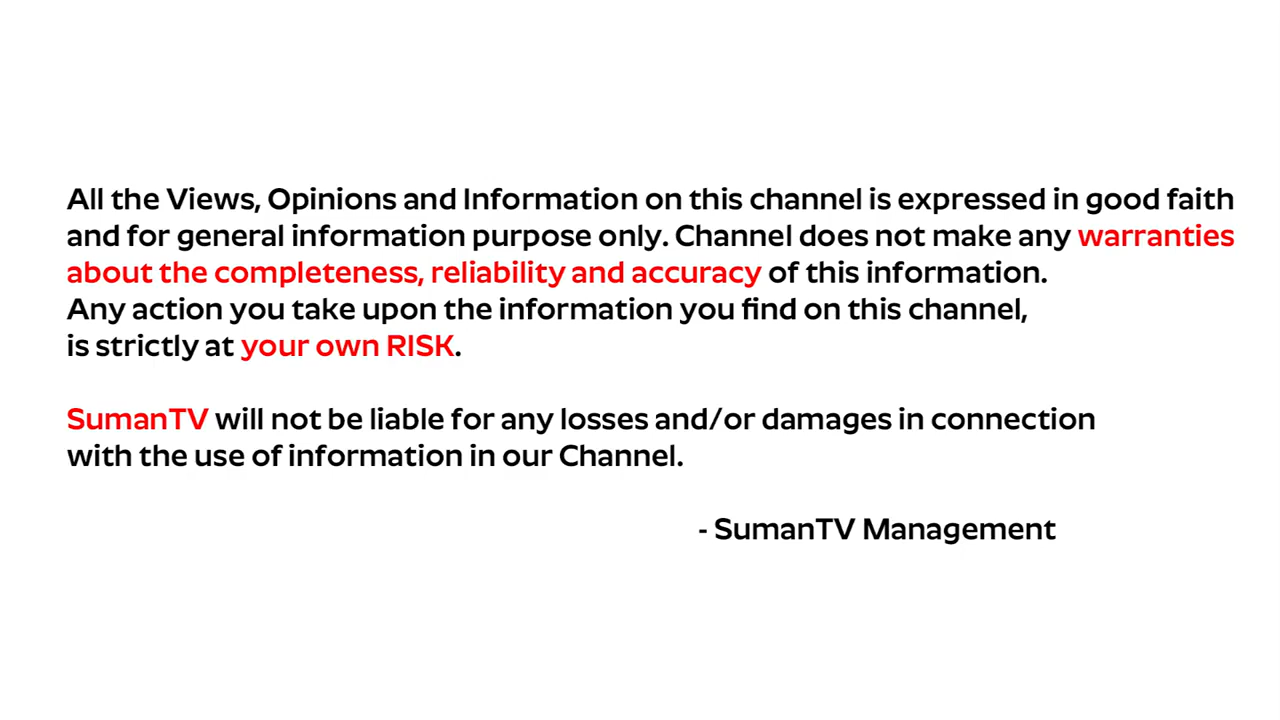 All the Views, Opinions and Information on this channel is expressed in good faith
and for general information purpose only. Channel does not make any warranties
about the completeness, reliability and accuracy of this information.
Any action you take upon the information you find on this channel,
is strictly at your own RISK.
SumanTV will not be liable for any losses and/or damages in connection
with the use of information in our Channel.
- SumanTV Management